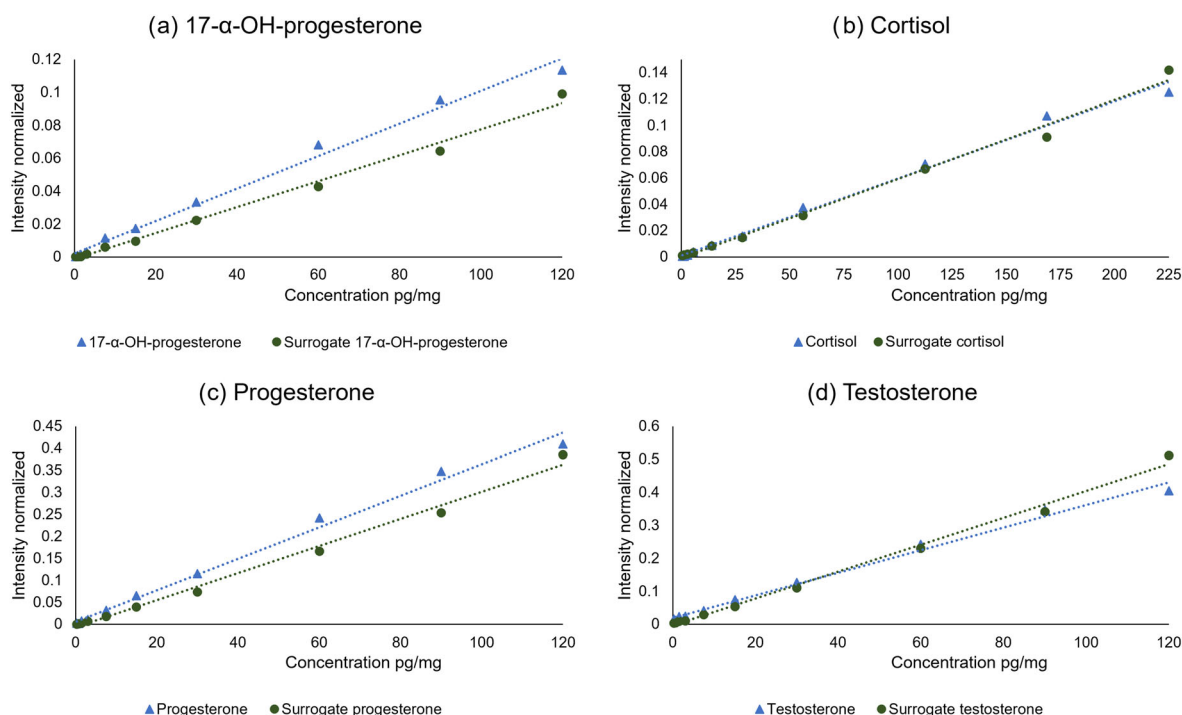 (a) 17-α-OH-progesterone
Intensity normalized
0.12
0.1
0.08
0.06
0.04
0.02
0
0 20 40 60 80 100 120
Concentration pg/mg
17-α-OH-progesterone Surrogate 17-α-OH-progesterone
(b) Cortisol
Intensity normalized
0.14
0.12
0.1
0.08
0.06
0.04
0.02
0
0 25 50 75 100 125 150 175 200 225
Concentration pg/mg
Cortisol Surrogate cortisol
(c) Progesterone
Intensity normalized
0.45
0.4
0.35
0.3
0.25
0.2
0.15
0.1
0.05
0
0 20 40 60 80 100 120
Concentration pg/mg
Progesterone Surrogate progesterone
(d) Testosterone
Intensity normalized
0.6
0.5
0.4
0.3
0.2
0.1
0
0 20 40 60 80 100 120
Concentration pg/mg
Testosterone Surrogate testosterone